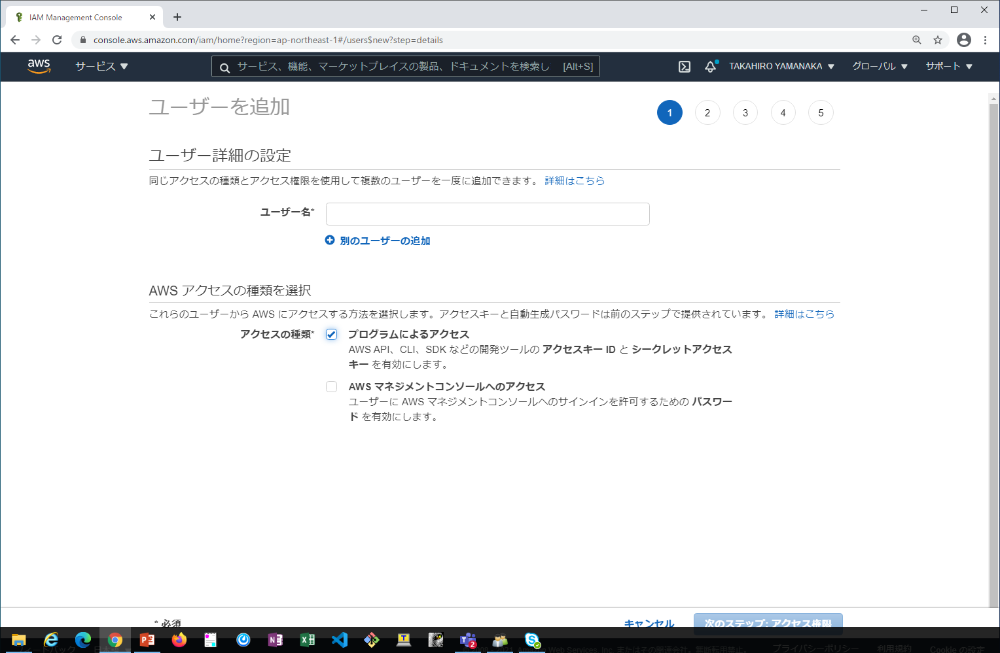 IAM Management Console
console.aws.amazon.com/iam/home?region=ap-northeast-1#/users$new?step=details
aws サービス サービス、機能、マーケットプレイスの製品、ドキュメントを検索し [Alt+S] TAKAHIRO YAMANAKA グローバル サポート
ユーザーを追加
1 2 3 4 5
ユーザー詳細の設定
同じアクセスの種類とアクセス権限を使用して複数のユーザーを一度に追加できます。 詳細はこちら
ユーザー名*
別のユーザーの追加
AWS アクセスの種類を選択
これらのユーザーから AWS にアクセスする方法を選択します。アクセスキーと自動生成パスワードは前のステップで提供されています。 詳細はこちら
アクセスの種類* プログラムによるアクセス
AWS API、CLI、SDK などの開発ツールの アクセスキー ID と シークレットアクセス
キー を有効にします。
AWS マネジメントコンソールへのアクセス
ユーザーに AWS マネジメントコンソールへのサインインを許可するための パスワー
ド を有効にします。
* 必須 キャンセル 次のステップ: アクセス権限
フィードバック 日本語 プライバシーポリシー 利用規約 Cookie の設定